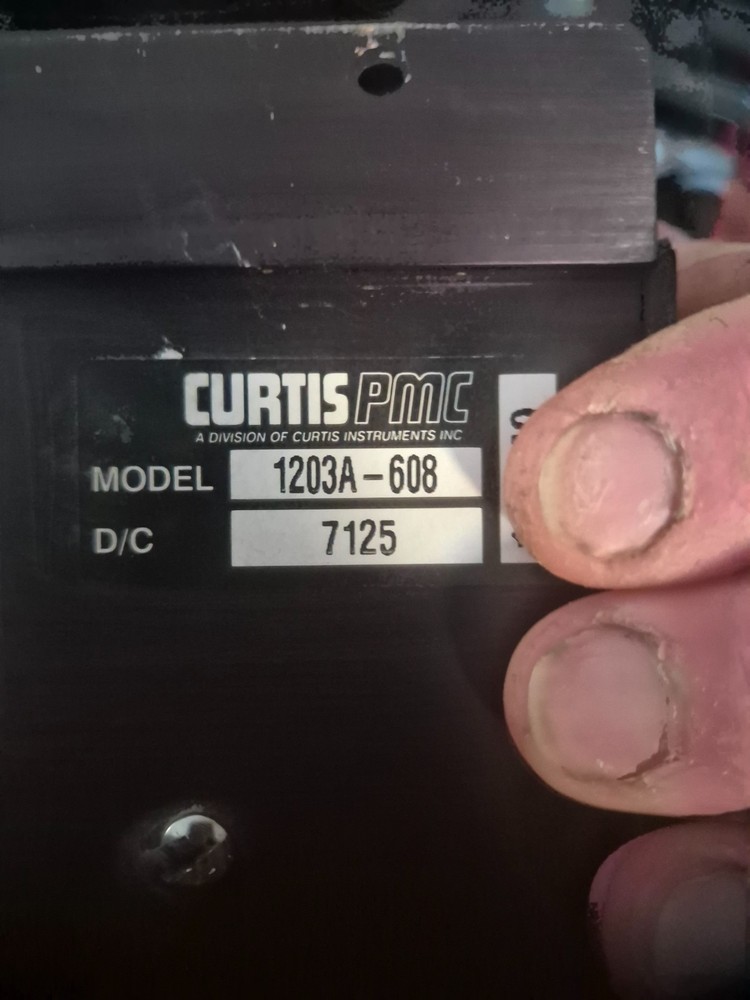 CURTIS PMC
A DIVISION OF CURTIS INSTRUMENTS INC
MODEL 1203A-608
D/C 7125